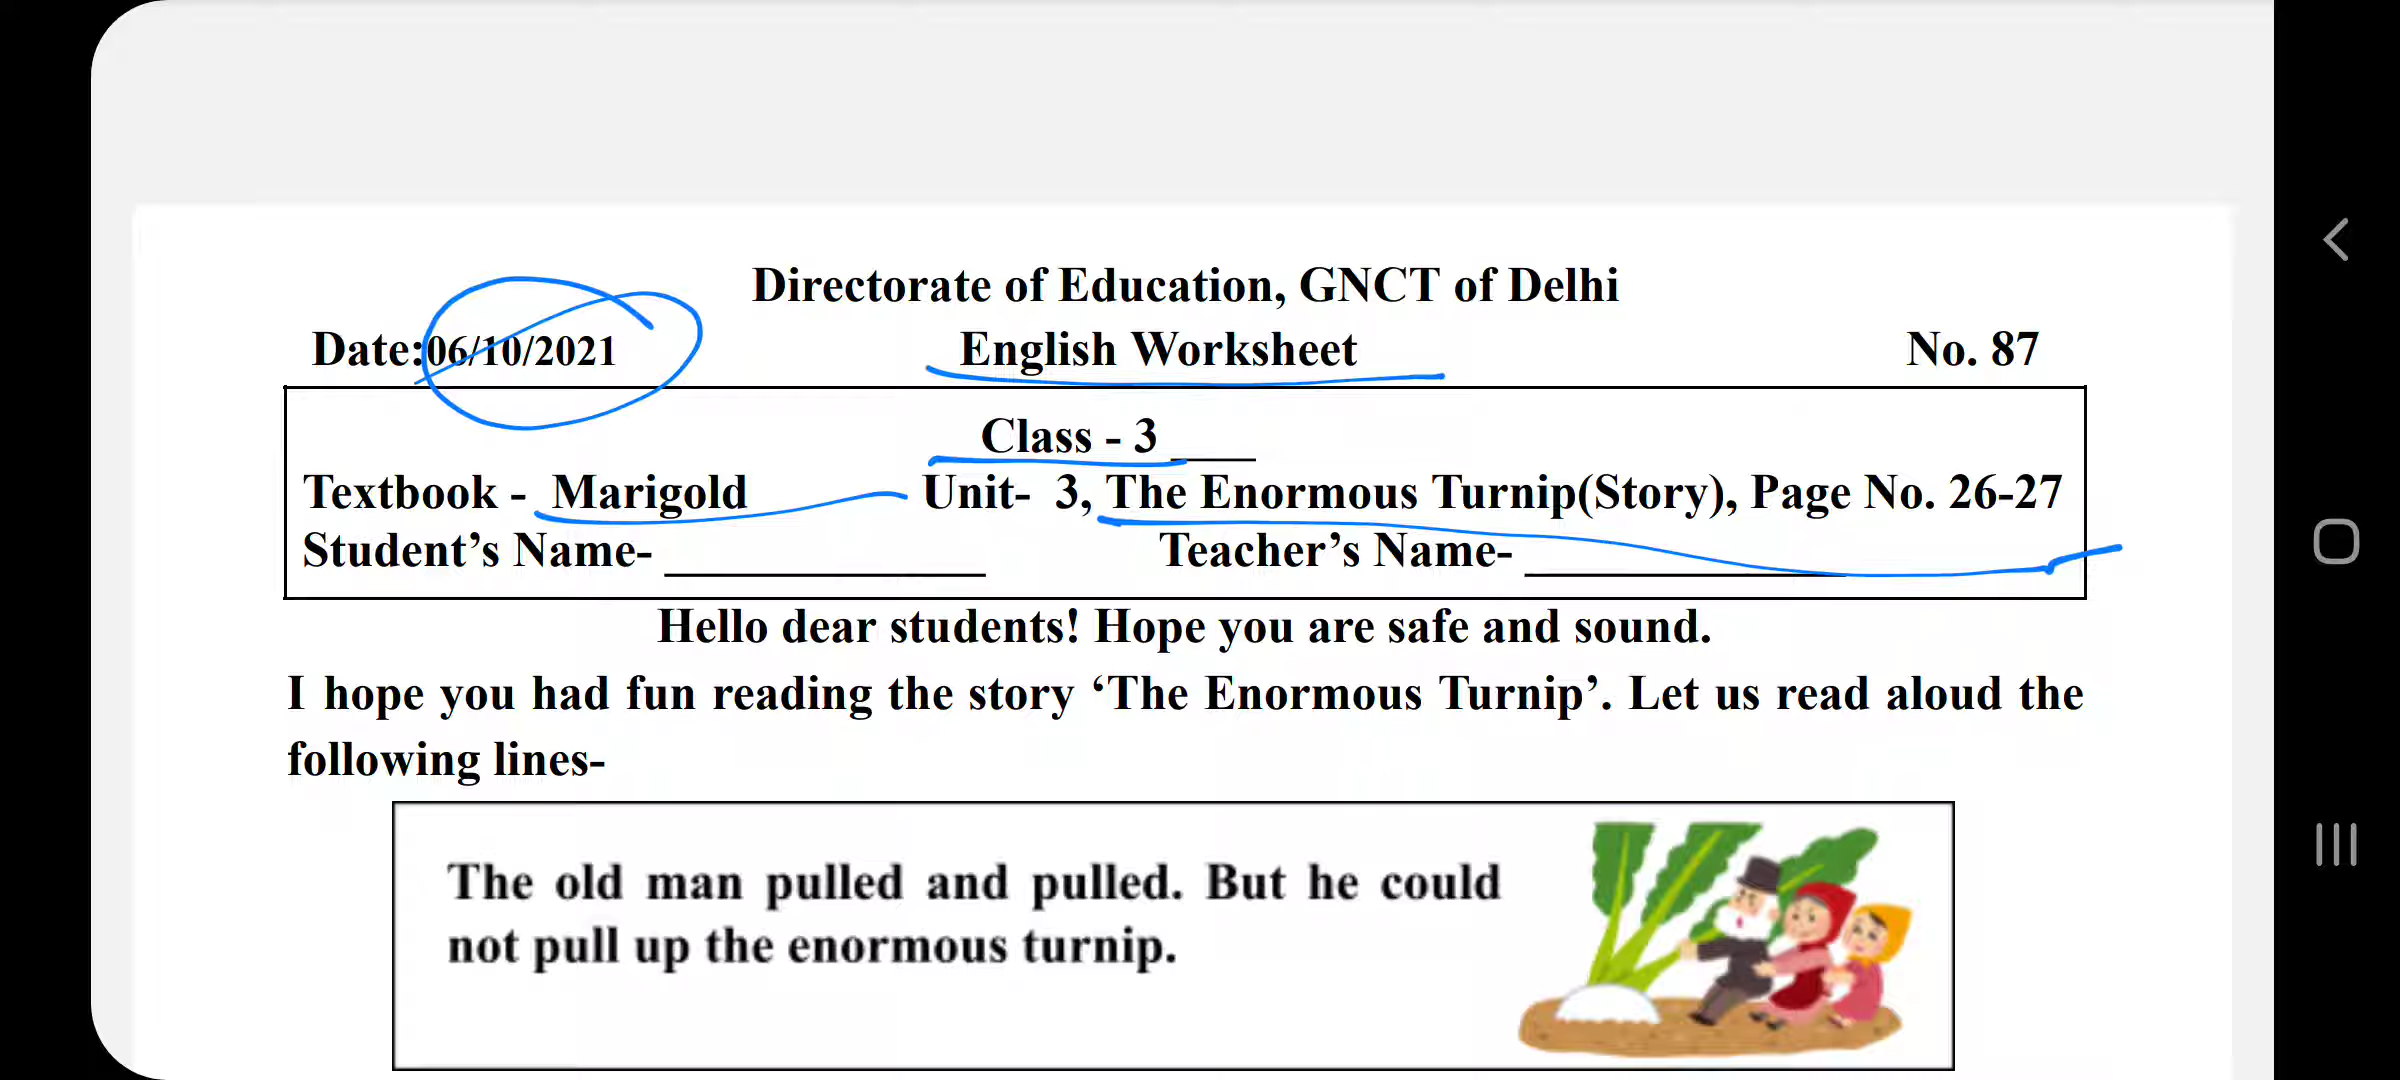 Directorate of Education, GNCT of Delhi
Date:06/10/2021 English Worksheet No. 87
Class - 3 ____
Textbook - Marigold Unit- 3, The Enormous Turnip(Story), Page No. 26-27
Student’s Name- ______________ Teacher’s Name- _____________
Hello dear students! Hope you are safe and sound.
I hope you had fun reading the story ‘The Enormous Turnip’. Let us read aloud the
following lines-
The old man pulled and pulled. But he could
not pull up the enormous turnip.